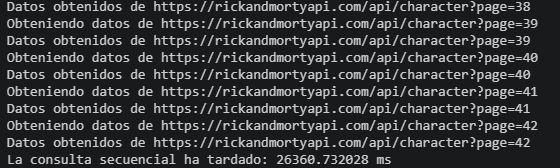 Datos obtenidos de https://rickandmortyapi.com/api/character?page=38
Obteniendo datos de https://rickandmortyapi.com/api/character?page=39
Datos obtenidos de https://rickandmortyapi.com/api/character?page=39
Obteniendo datos de https://rickandmortyapi.com/api/character?page=40
Datos obtenidos de https://rickandmortyapi.com/api/character?page=40
Obteniendo datos de https://rickandmortyapi.com/api/character?page=41
Datos obtenidos de https://rickandmortyapi.com/api/character?page=41
Obteniendo datos de https://rickandmortyapi.com/api/character?page=42
Datos obtenidos de https://rickandmortyapi.com/api/character?page=42
La consulta secuencial ha tardado: 26360.732028 ms